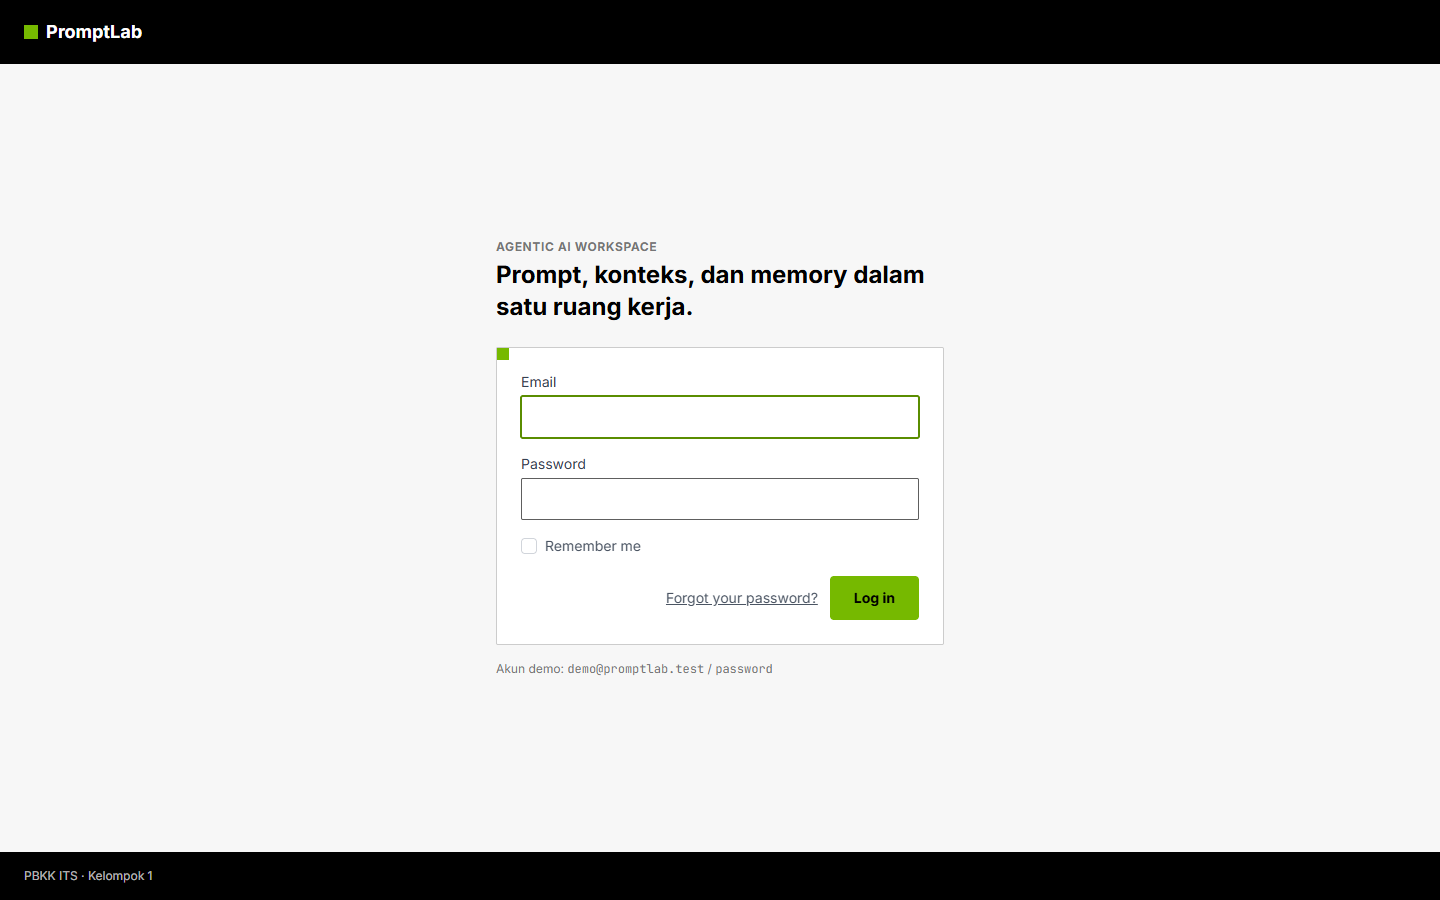 PromptLab
AGENTIC AI WORKSPACE
Prompt, konteks, dan memory dalam
satu ruang kerja.
Email
Password
Remember me
Forgot your password?
Log in
Akun demo: demo@promptlab.test / password
PBKK ITS · Kelompok 1